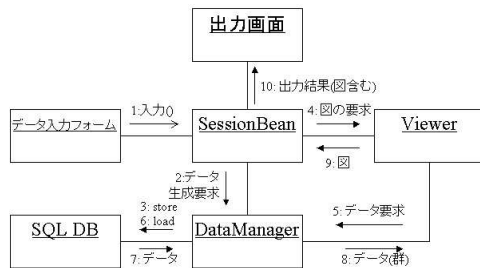 出力画面
10: 出力結果(図含む)
1:入力()
4:図の要求
データ入力フォーム
SessionBean
Viewer
9: 図
2:データ
生成要求
3: store
6: load
5: データ要求
SQL DB
DataManager
7: データ
8: データ(群)